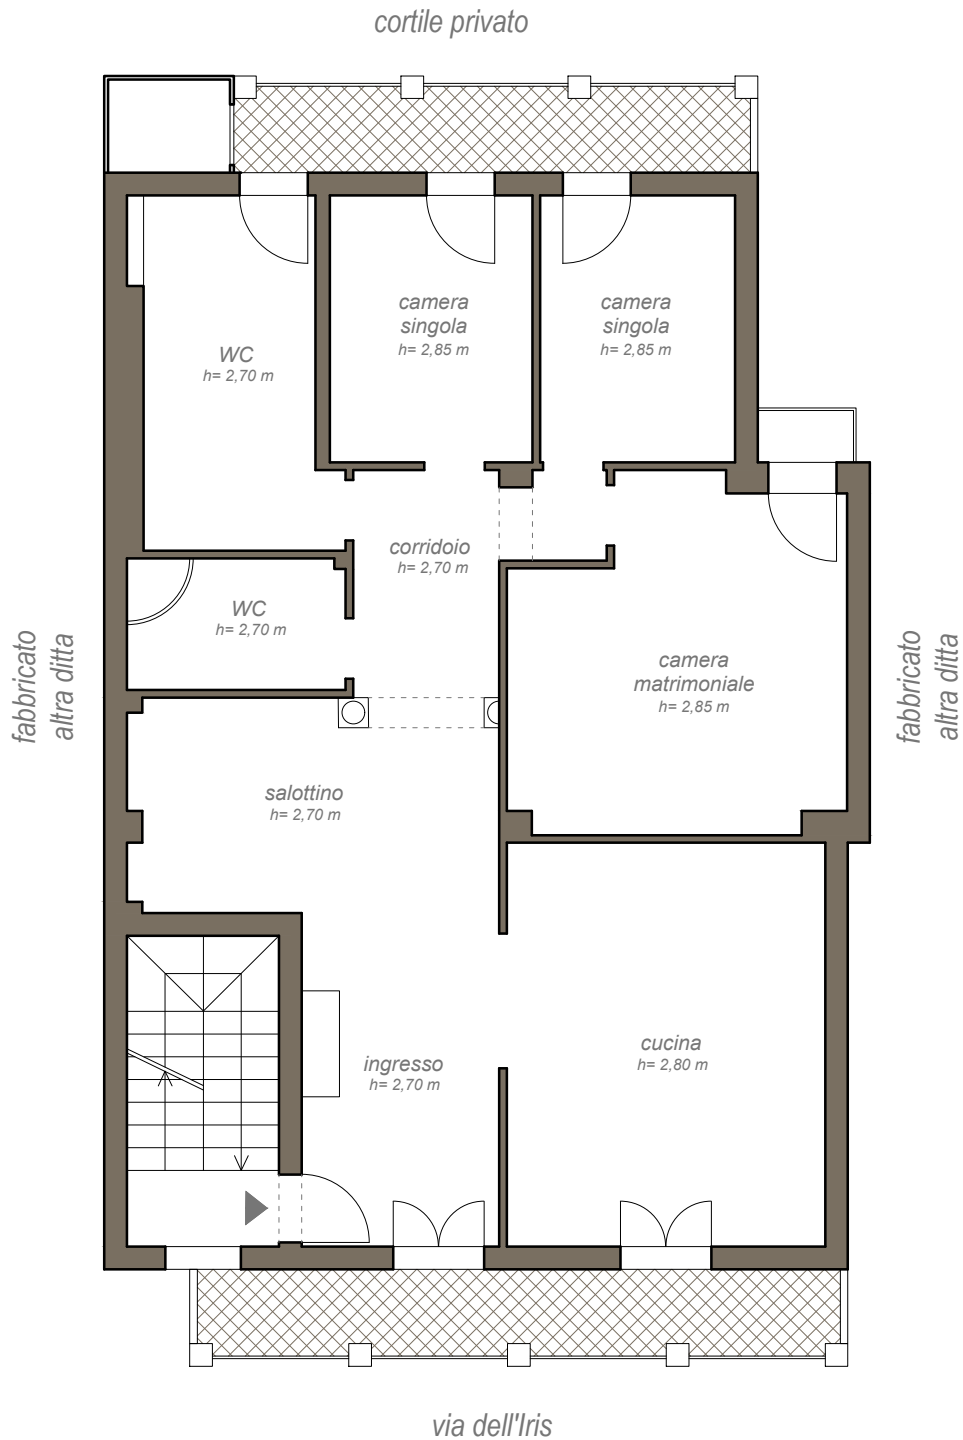 cortile privato
camera
singola
h= 2,85 m
camera
singola
h= 2,85 m
WC
h= 2,70 m
corridoio
h= 2,70 m
WC
h= 2,70 m
fabbricato
altra ditta
camera
matrimoniale
h= 2,85 m
fabbricato
altra ditta
salottino
h= 2,70 m
ingresso
h= 2,70 m
cucina
h= 2,80 m
via dell'Iris